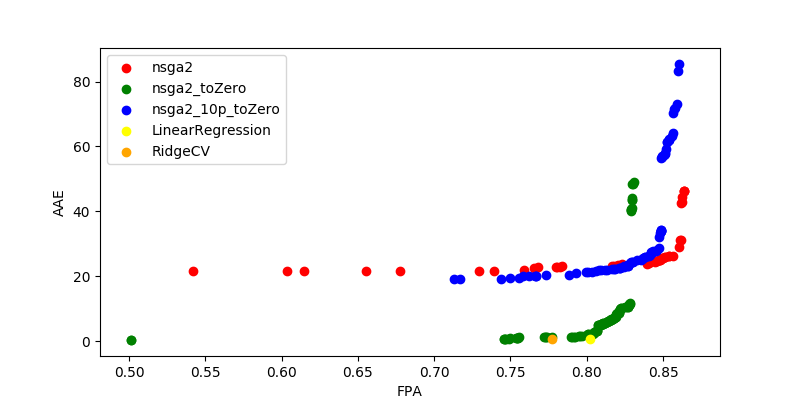 nsga2
nsga2_toZero
nsga2_10p_toZero
LinearRegression
RidgeCV
80
60
40
20
0
AAE
0.50 0.55 0.60 0.65 0.70 0.75 0.80 0.85
FPA